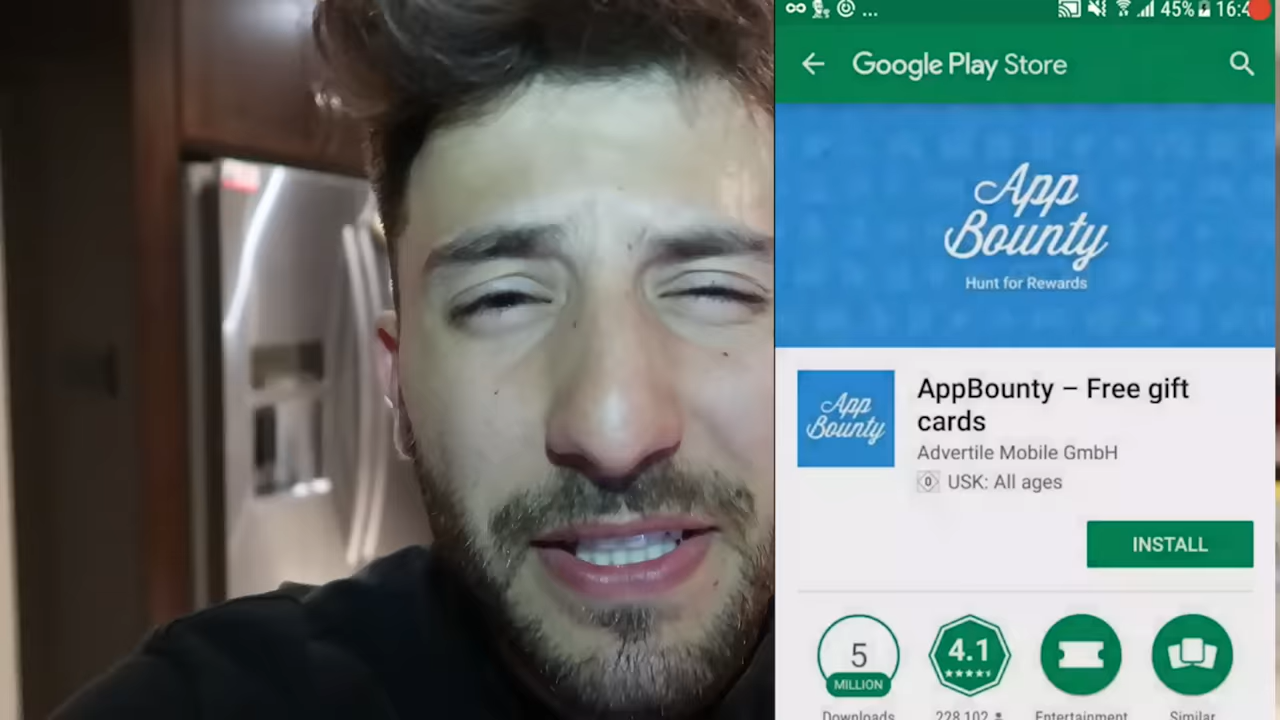 ... 45% 16:4
Google Play Store
App
Bounty
Hunt for Rewards
App
Bounty
AppBounty – Free gift
cards
Advertile Mobile GmbH
0 USK: All ages
INSTALL
5
MILLION
4.1
Downloads
228,102
Entertainment
Similar